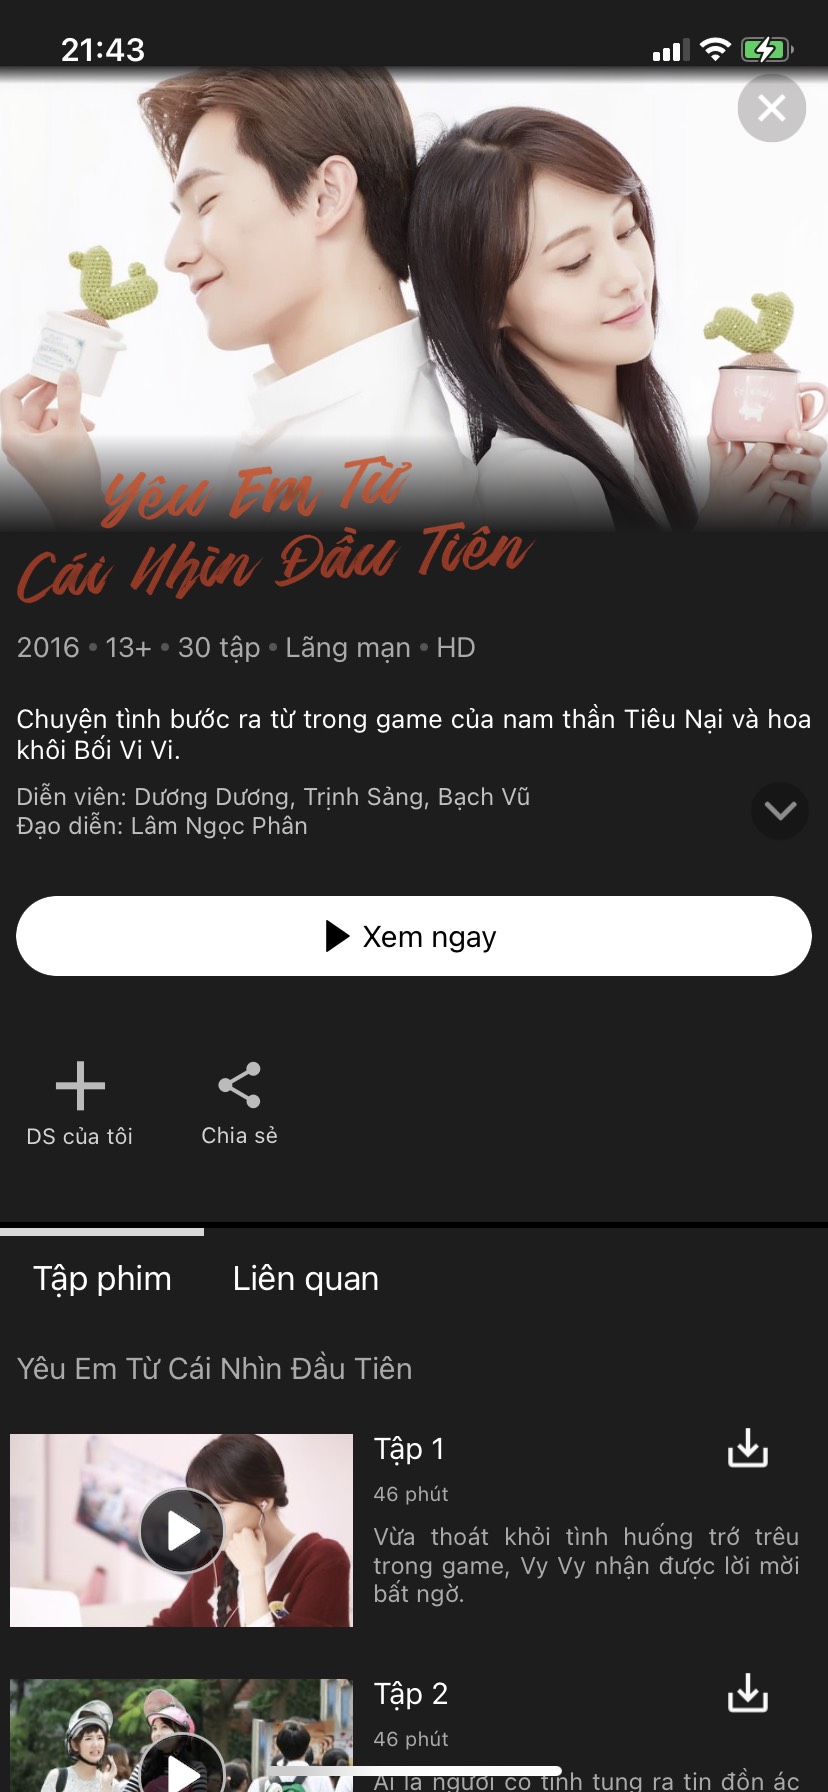 21:43
Yêu Em Từ
Cái Nhìn Đầu Tiên
2016 • 13+ • 30 tập • Lãng mạn • HD
Chuyện tình bước ra từ trong game của nam thần Tiêu Nại và hoa
khôi Bối Vi Vi.
Diễn viên: Dương Dương, Trịnh Sảng, Bạch Vũ
Đạo diễn: Lâm Ngọc Phân
Xem ngay
DS của tôi
Chia sẻ
Tập phim
Liên quan
Yêu Em Từ Cái Nhìn Đầu Tiên
Tập 1
46 phút
Vừa thoát khỏi tình huống trớ trêu
trong game, Vy Vy nhận được lời mời
bất ngờ.
Tập 2
46 phút
Ai là người cố tình tung ra tin đồn ác